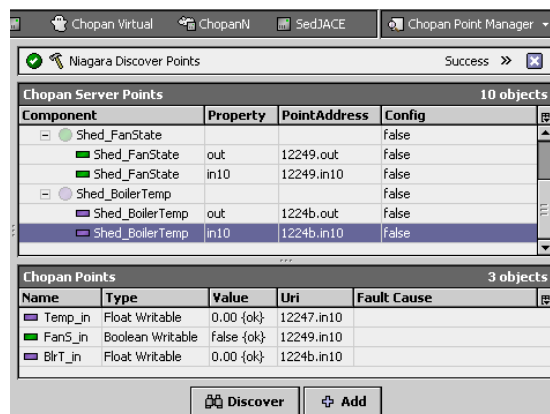 Chopan Virtual ChopanN SedJACE Chopan Point Manager
Niagara Discover Points Success »
Chopan Server Points 10 objects
Component Property PointAddress Config
Shed_FanState false
Shed_FanState out 12249.out false
Shed_FanState in10 12249.in10 false
Shed_BoilerTemp false
Shed_BoilerTemp out 1224b.out false
Shed_BoilerTemp in10 1224b.in10 false
Chopan Points 3 objects
Name Type Value Uri Fault Cause
Temp_in Float Writable 0.00 {ok} 12247.in10
FanS_in Boolean Writable false {ok} 12249.in10
BlrT_in Float Writable 0.00 {ok} 1224b.in10
Discover Add